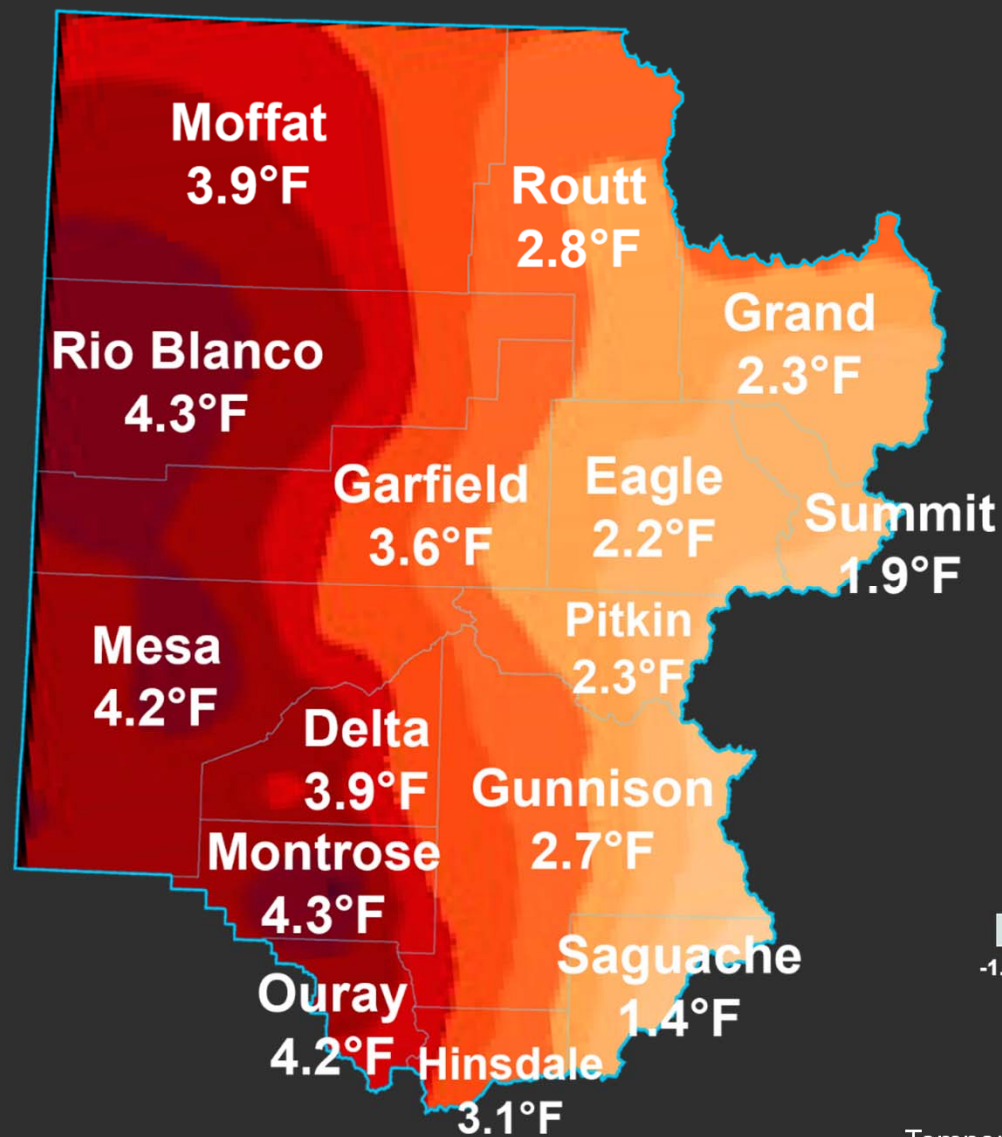 Moffat
3.9°F
Routt
2.8°F
Grand
2.3°F
Rio Blanco
4.3°F
Garfield
3.6°F
Eagle
2.2°F
Summit
1.9°F
Pitkin
2.3°F
Mesa
4.2°F
Delta
3.9°F
Gunnison
2.7°F
Montrose
4.3°F
Saguache
1.4°F
Ouray
4.2°F
Hinsdale
3.1°F